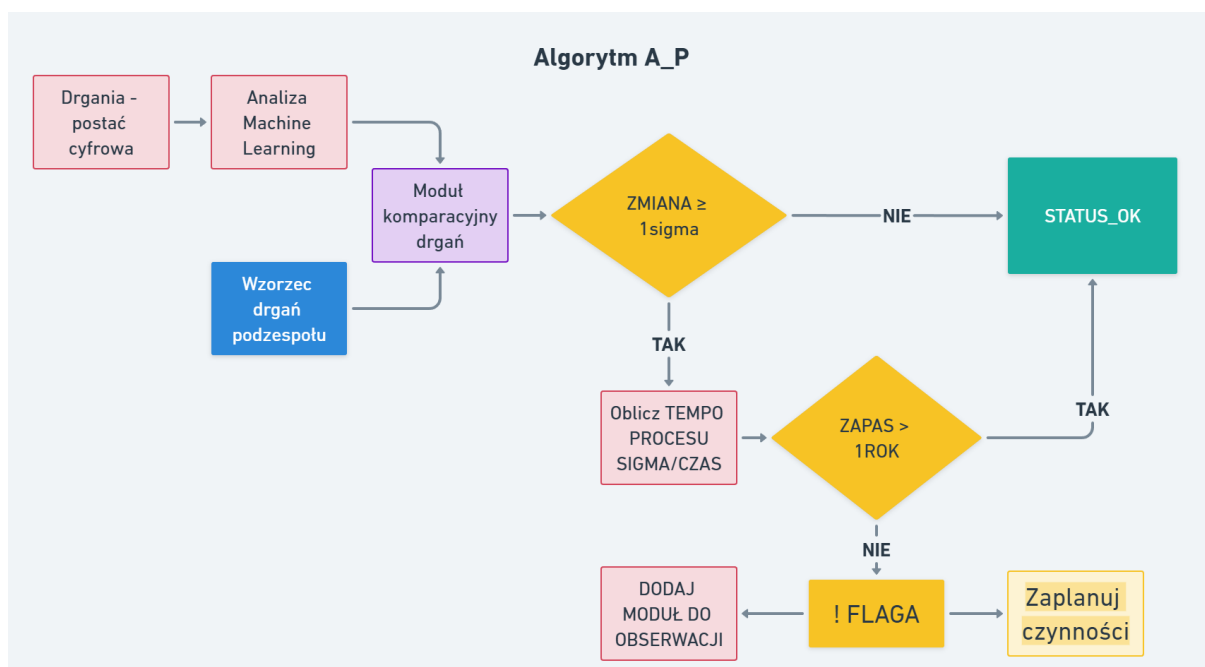 Algorytm A_P
Drgania -
postać
cyfrowa
Analiza
Machine
Learning
Moduł
komparacyjny
drgań
Wzorzec
drgań
podzespołu
ZMIANA ≥
1sigma
NIE
STATUS_OK
TAK
Oblicz TEMPO
PROCESU
SIGMA/CZAS
ZAPAS >
1ROK
TAK
NIE
DODAJ
MODUŁ DO
OBSERWACJI
! FLAGA
Zaplanuj
czynności